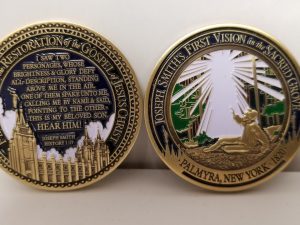 RESTORATION of the GOSPEL of JESUS CHRIST
I SAW TWO
PERSONAGES, WHOSE
BRIGHTNESS & GLORY DEFY
ALL DESCRIPTION, STANDING
ABOVE ME IN THE AIR.
ONE OF THEM SPAKE UNTO ME,
CALLING ME BY NAME & SAID,
POINTING TO THE OTHER-
THIS IS MY BELOVED SON.
HEAR HIM!
JOSEPH SMITH
HISTORY 1:17
JOSEPH SMITH'S FIRST VISION in the SACRED GROVE
PALMYRA, NEW YORK 1820